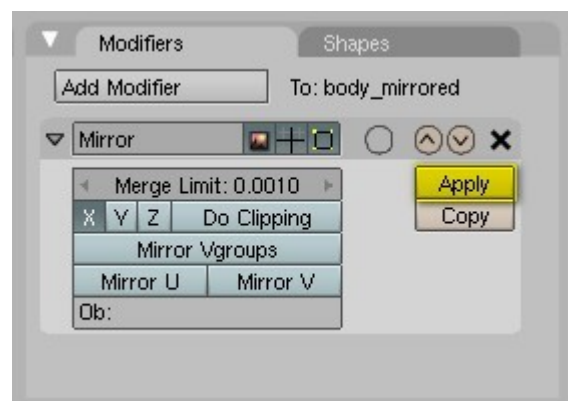 Modifiers Shapes
Add Modifier To: body_mirrored
Mirror
Merge Limit: 0.0010 Apply
X Y Z Do Clipping Copy
Mirror Vgroups
Mirror U Mirror V
Ob: